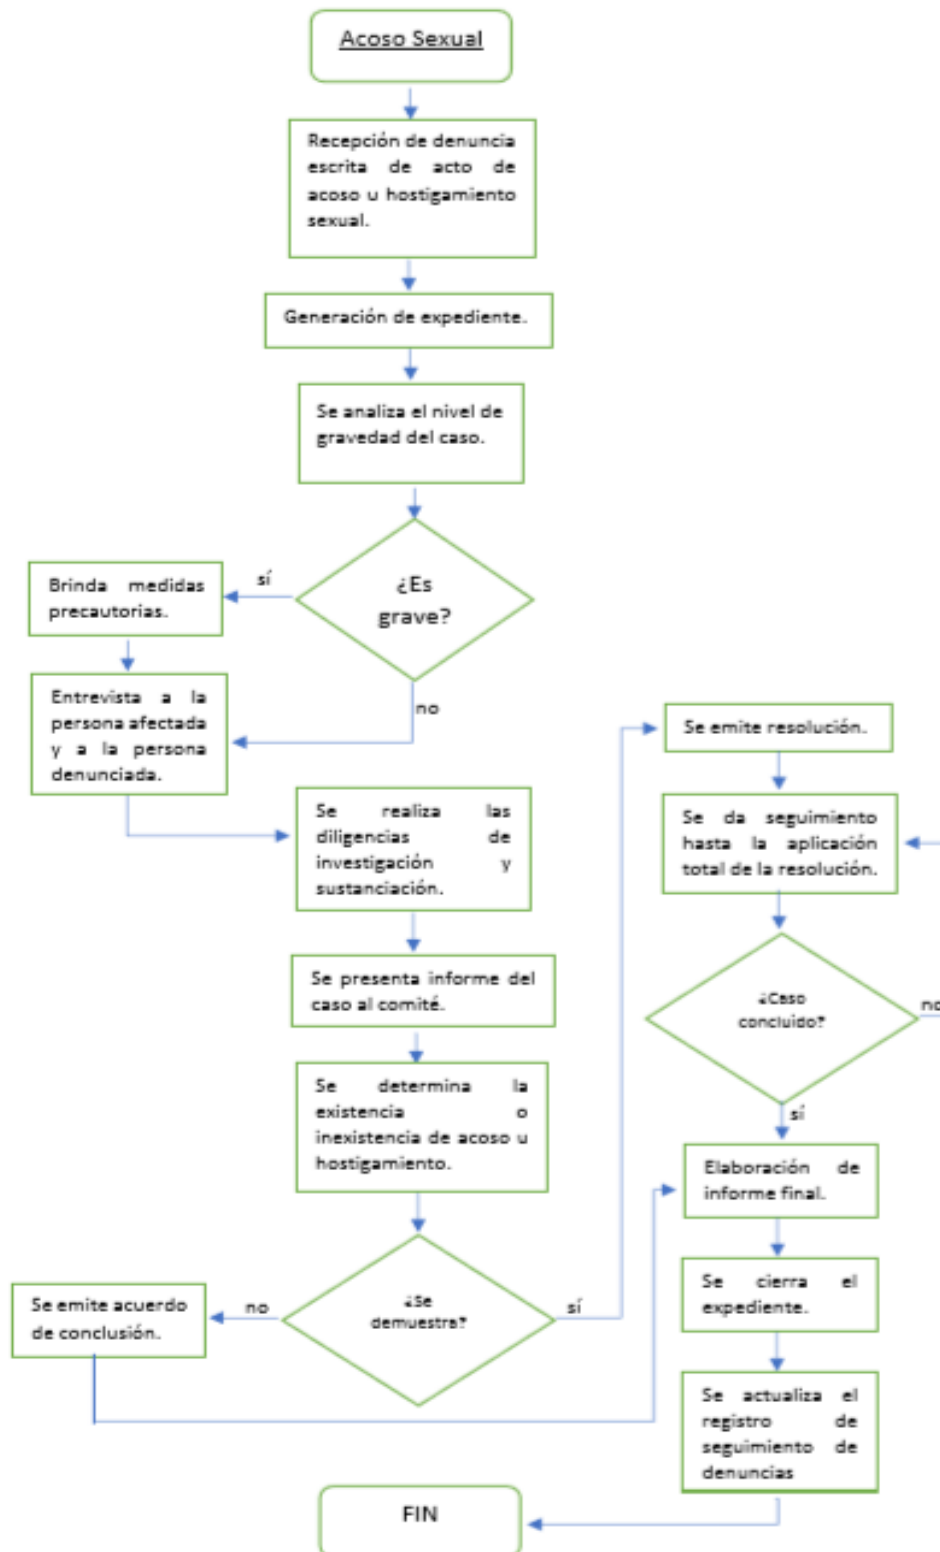 Acoso Sexual
Recepción de denuncia
escrita de acto de
acoso u hostigamiento
sexual.
Generación de expediente.
Se analiza el nivel de
gravedad del caso.
¿Es
grave?
sí
Brinda medidas
precautorias.
no
Entrevista a la
persona afectada
y a la persona
denunciada.
Se realiza las
diligencias de
investigación y
sustanciación.
Se presenta informe del
caso al comité.
Se determina la
existencia o
inexistencia de acoso u
hostigamiento.
¿Se
demuestra?
no
sí
Se emite acuerdo
de conclusión.
Se emite resolución.
Se da seguimiento
hasta la aplicación
total de la resolución.
¿Caso
concluido?
no
sí
Elaboración de
informe final.
Se cierra el
expediente.
Se actualiza el
registro de
seguimiento de
denuncias
FIN